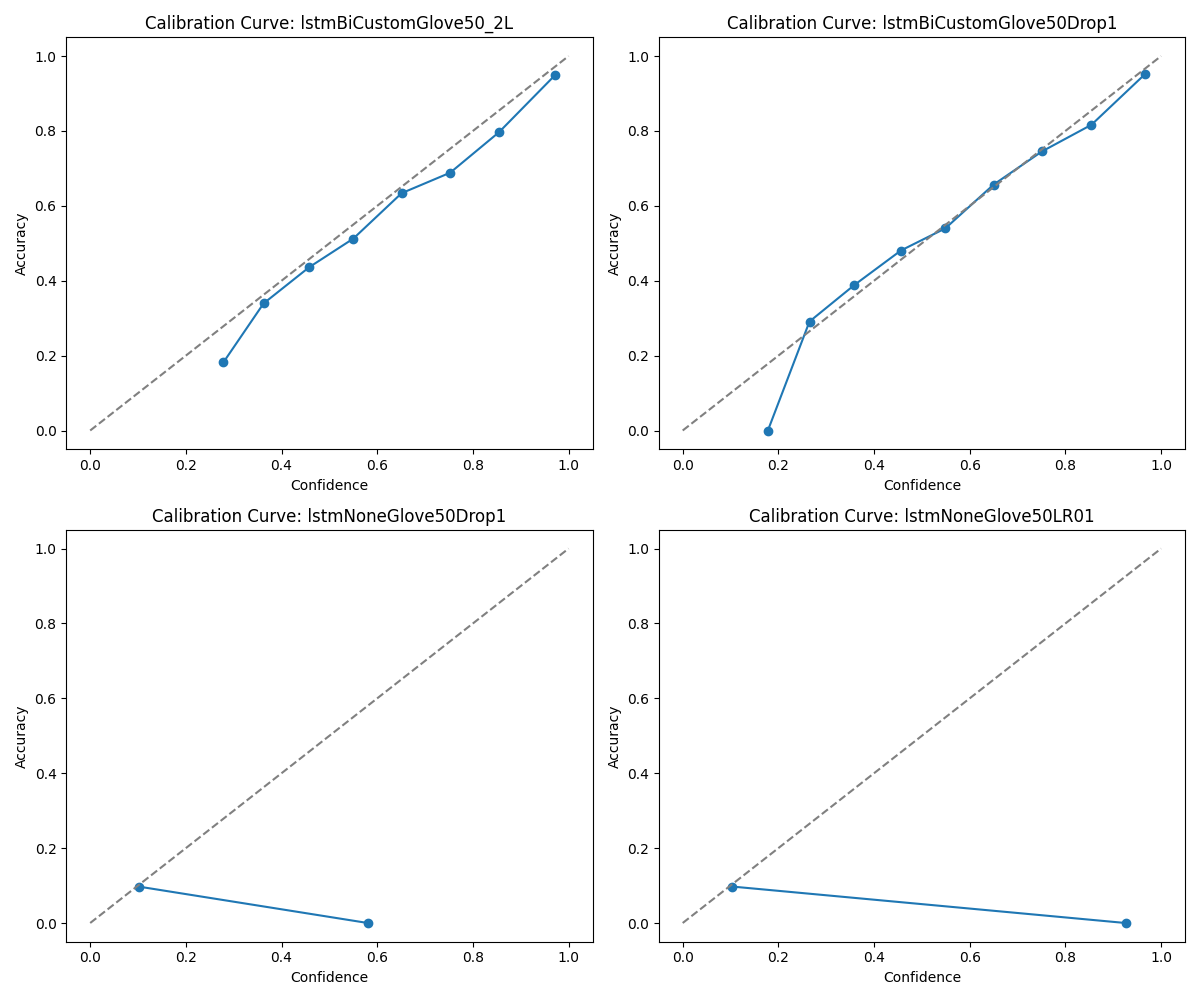 Calibration Curve: lstmBiCustomGlove50_2L
1.0
0.8
0.6
0.4
0.2
0.0
Accuracy
0.0 0.2 0.4 0.6 0.8 1.0
Confidence
Calibration Curve: lstmBiCustomGlove50Drop1
1.0
0.8
0.6
0.4
0.2
0.0
Accuracy
0.0 0.2 0.4 0.6 0.8 1.0
Confidence
Calibration Curve: lstmNoneGlove50Drop1
1.0
0.8
0.6
0.4
0.2
0.0
Accuracy
0.0 0.2 0.4 0.6 0.8 1.0
Confidence
Calibration Curve: lstmNoneGlove50LR01
1.0
0.8
0.6
0.4
0.2
0.0
Accuracy
0.0 0.2 0.4 0.6 0.8 1.0
Confidence